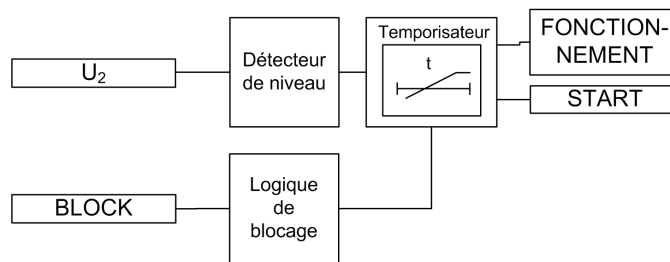 U₂
Détecteur
de niveau
Temporisateur
t
FONCTION-
NEMENT
START
BLOCK
Logique
de
blocage